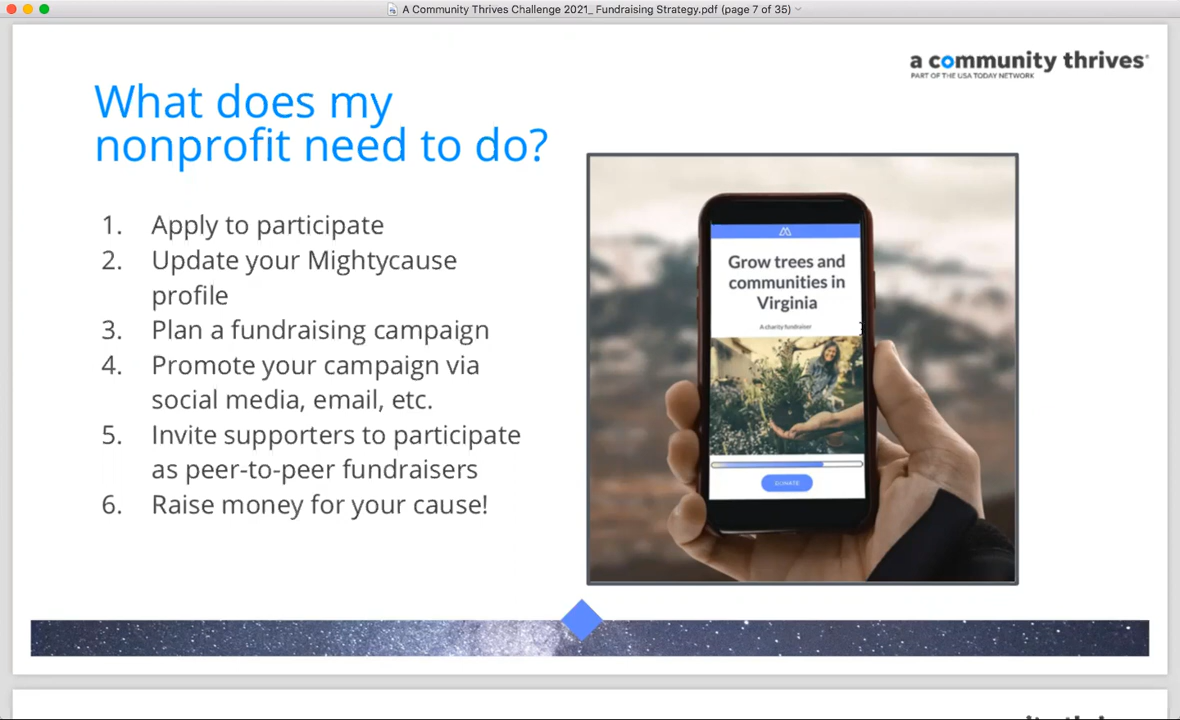 A Community Thrives Challenge 2021_ Fundraising Strategy.pdf (page 7 of 35)
a community thrives
PART OF THE USA TODAY NETWORK
What does my
nonprofit need to do?
1. Apply to participate
2. Update your Mightycause
profile
3. Plan a fundraising campaign
4. Promote your campaign via
social media, email, etc.
5. Invite supporters to participate
as peer-to-peer fundraisers
6. Raise money for your cause!
Grow trees and
communities in
Virginia
A charity fundraiser
DONATE